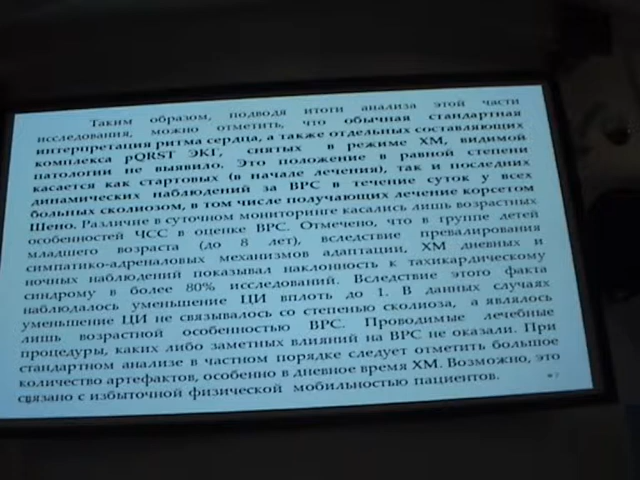 Таким образом, подводя итоги анализа этой части
исследования, можно отметить, что обычная стандартная
интерпретация ритма сердца, а также отдельных составляющих
комплекса pQRST ЭКГ, снятых в режиме ХМ, видимой
патологии не выявило. Это положение в равной степени
касается как стартовых (в начале лечения), так и последних
динамических наблюдений за ВРС в течение суток у всех
больных сколиозом, в том числе получающих лечение корсетом
Шено. Различие в суточном мониторинге касались лишь возрастных
особенностей ЧСС в оценке ВРС. Отмечено, что в группе детей
младшего возраста (до 8 лет), вследствие превалирования
симпатико-адреналовых механизмов адаптации, ХМ дневных и
ночных наблюдений показывал наклонность к тахикардическому
синдрому в более 80% исследований. Вследствие этого факта
наблюдалось уменьшение ЦИ вплоть до 1. В данных случаях
уменьшение ЦИ не связывалось со степенью сколиоза, а являлось
лишь возрастной особенностью ВРС. Проводимые лечебные
процедуры, каких либо заметных влияний на ВРС не оказали. При
стандартном анализе в частном порядке следует отметить большое
количество артефактов, особенно в дневное время ХМ. Возможно, это
связано с избыточной физической мобильностью пациентов.